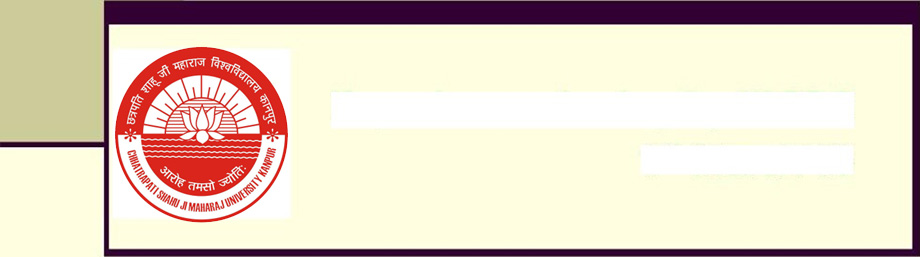 छत्रपति शाहू जी महाराज विश्वविद्यालय कानपुर
आरोह तमसो ज्योतिः
CHHATRAPATI SHAHU JI MAHARAJ UNIVERSITY KANPUR